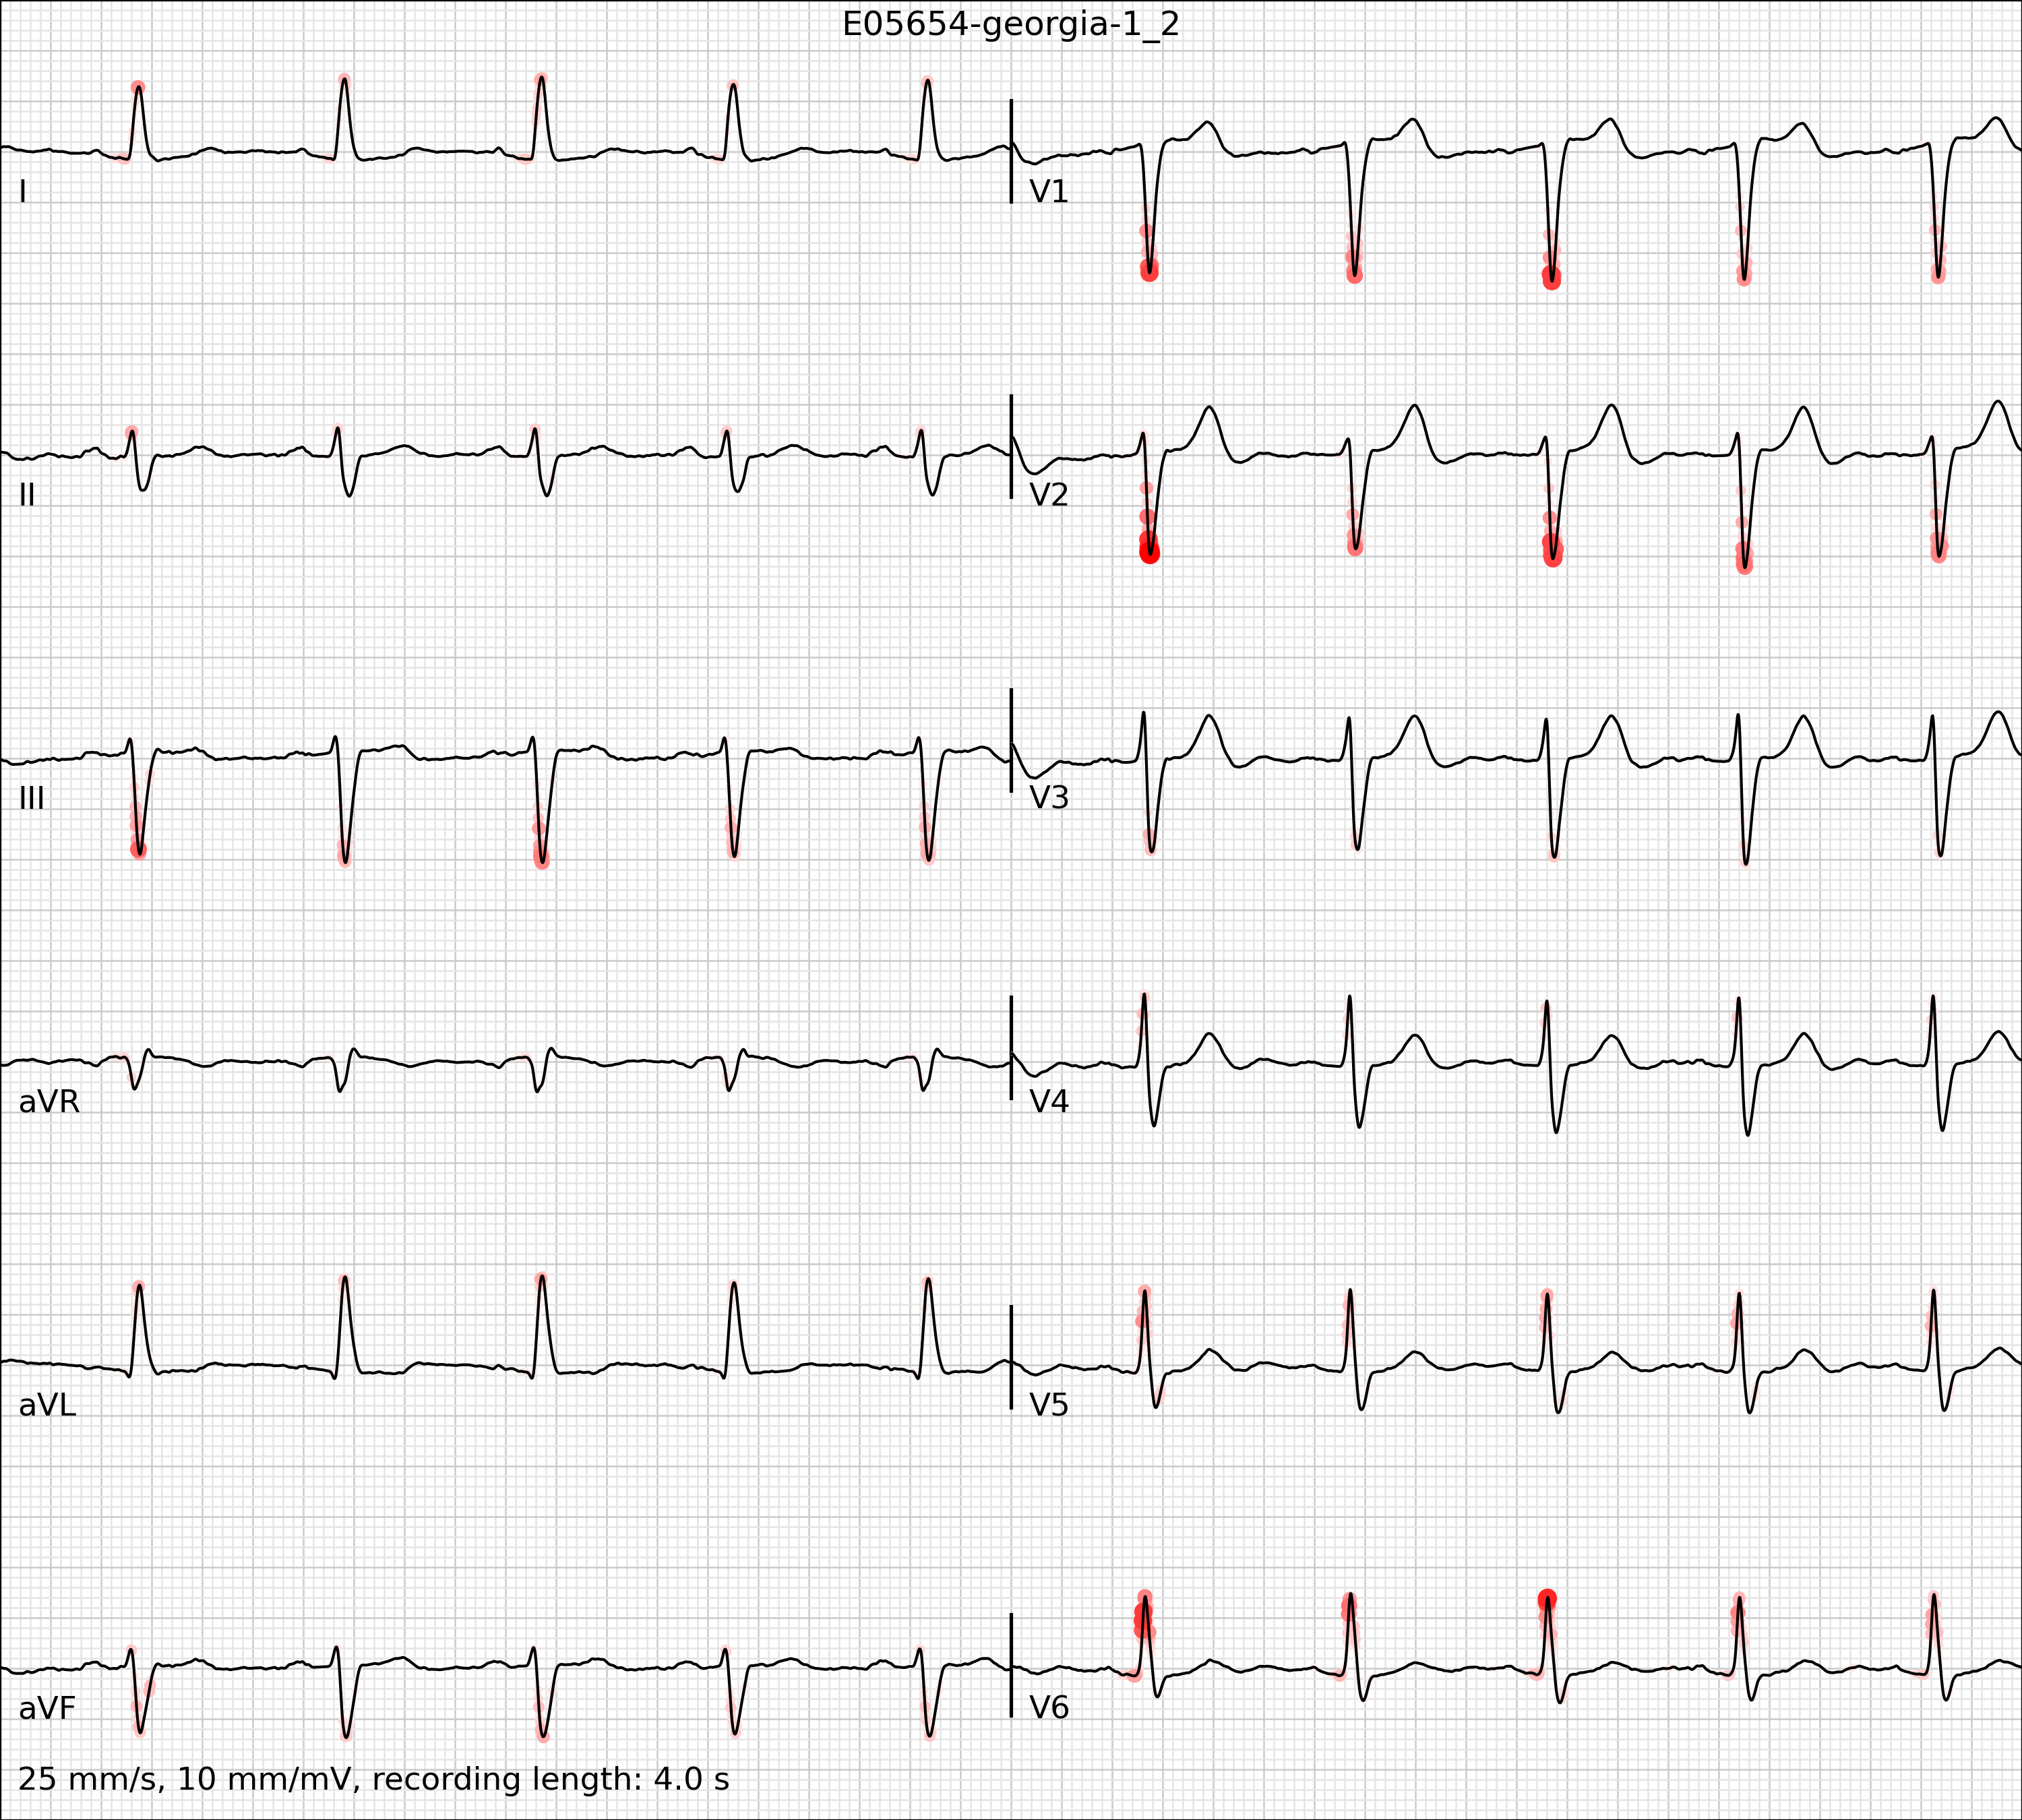 E05654-georgia-1_2
I
V1
II
V2
III
V3
aVR
V4
aVL
V5
aVF
V6
25 mm/s, 10 mm/mV, recording length: 4.0 s